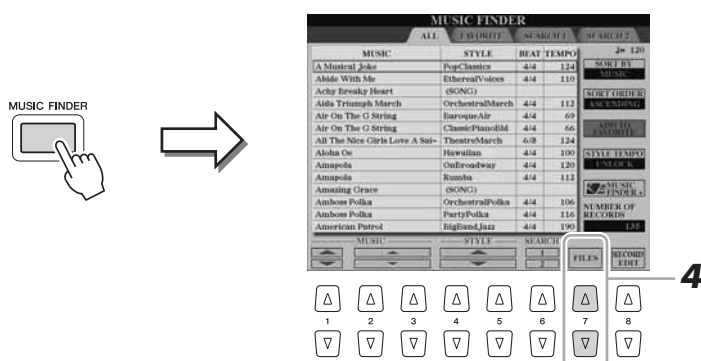 MUSIC FINDER
MUSIC FINDER
ALL FAVORITE SEARCH 1 SEARCH 2
MUSIC STYLE BEAT TEMPO
♩= 120
A Musical Joke PopClassics 4/4 124
Abide With Me EtherealVoices 4/4 110
Achy Breaky Heart (SONG)
Aida Triumph March OrchestralMarch 4/4 112
Air On The G String BaroqueAir 4/4 69
Air On The G String ClassicPianoBld 4/4 66
All The Nice Girls Love A Sai~ TheatreMarch 6/8 124
Aloha Oe Hawaiian 4/4 100
Amapola OnBroadway 4/4 120
Amapola Rumba 4/4 112
Amazing Grace (SONG)
Amboss Polka OrchestralPolka 4/4 106
Amboss Polka PartyPolka 4/4 116
American Patrol BigBandJazz 4/4 190
SORT BY
MUSIC
SORT ORDER
ASCENDING
ADD TO
FAVORITE
STYLE TEMPO
UNLOCK
MUSIC
FINDER+
NUMBER OF
RECORDS
135
MUSIC STYLE SEARCH
1
2
FILES
RECORD
EDIT
4
1 2 3 4 5 6 7 8